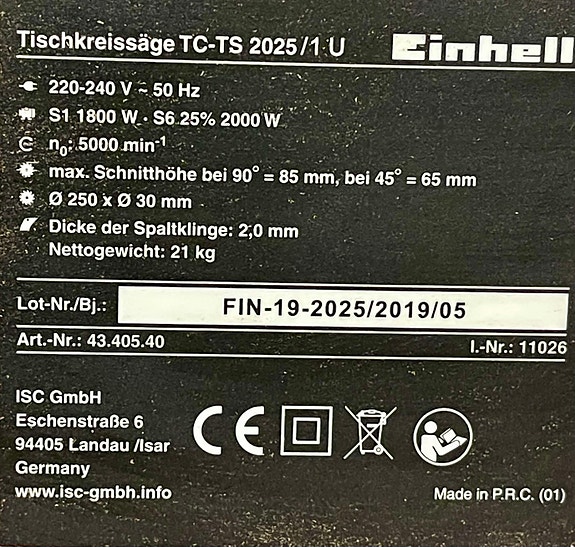 Tischkreissäge TC-TS 2025/1 U Einhell
220-240 V ~ 50 Hz
S1 1800 W · S6 25% 2000 W
n₀: 5000 min⁻¹
max. Schnitthöhe bei 90° = 85 mm, bei 45° = 65 mm
Ø 250 x Ø 30 mm
Dicke der Spaltklinge: 2,0 mm
Nettogewicht: 21 kg
Lot-Nr./Bj.: FIN-19-2025/2019/05
Art.-Nr.: 43.405.40 I.-Nr.: 11026
ISC GmbH
Eschenstraße 6
94405 Landau /Isar
Germany
www.isc-gmbh.info
CE
Made in P.R.C. (01)